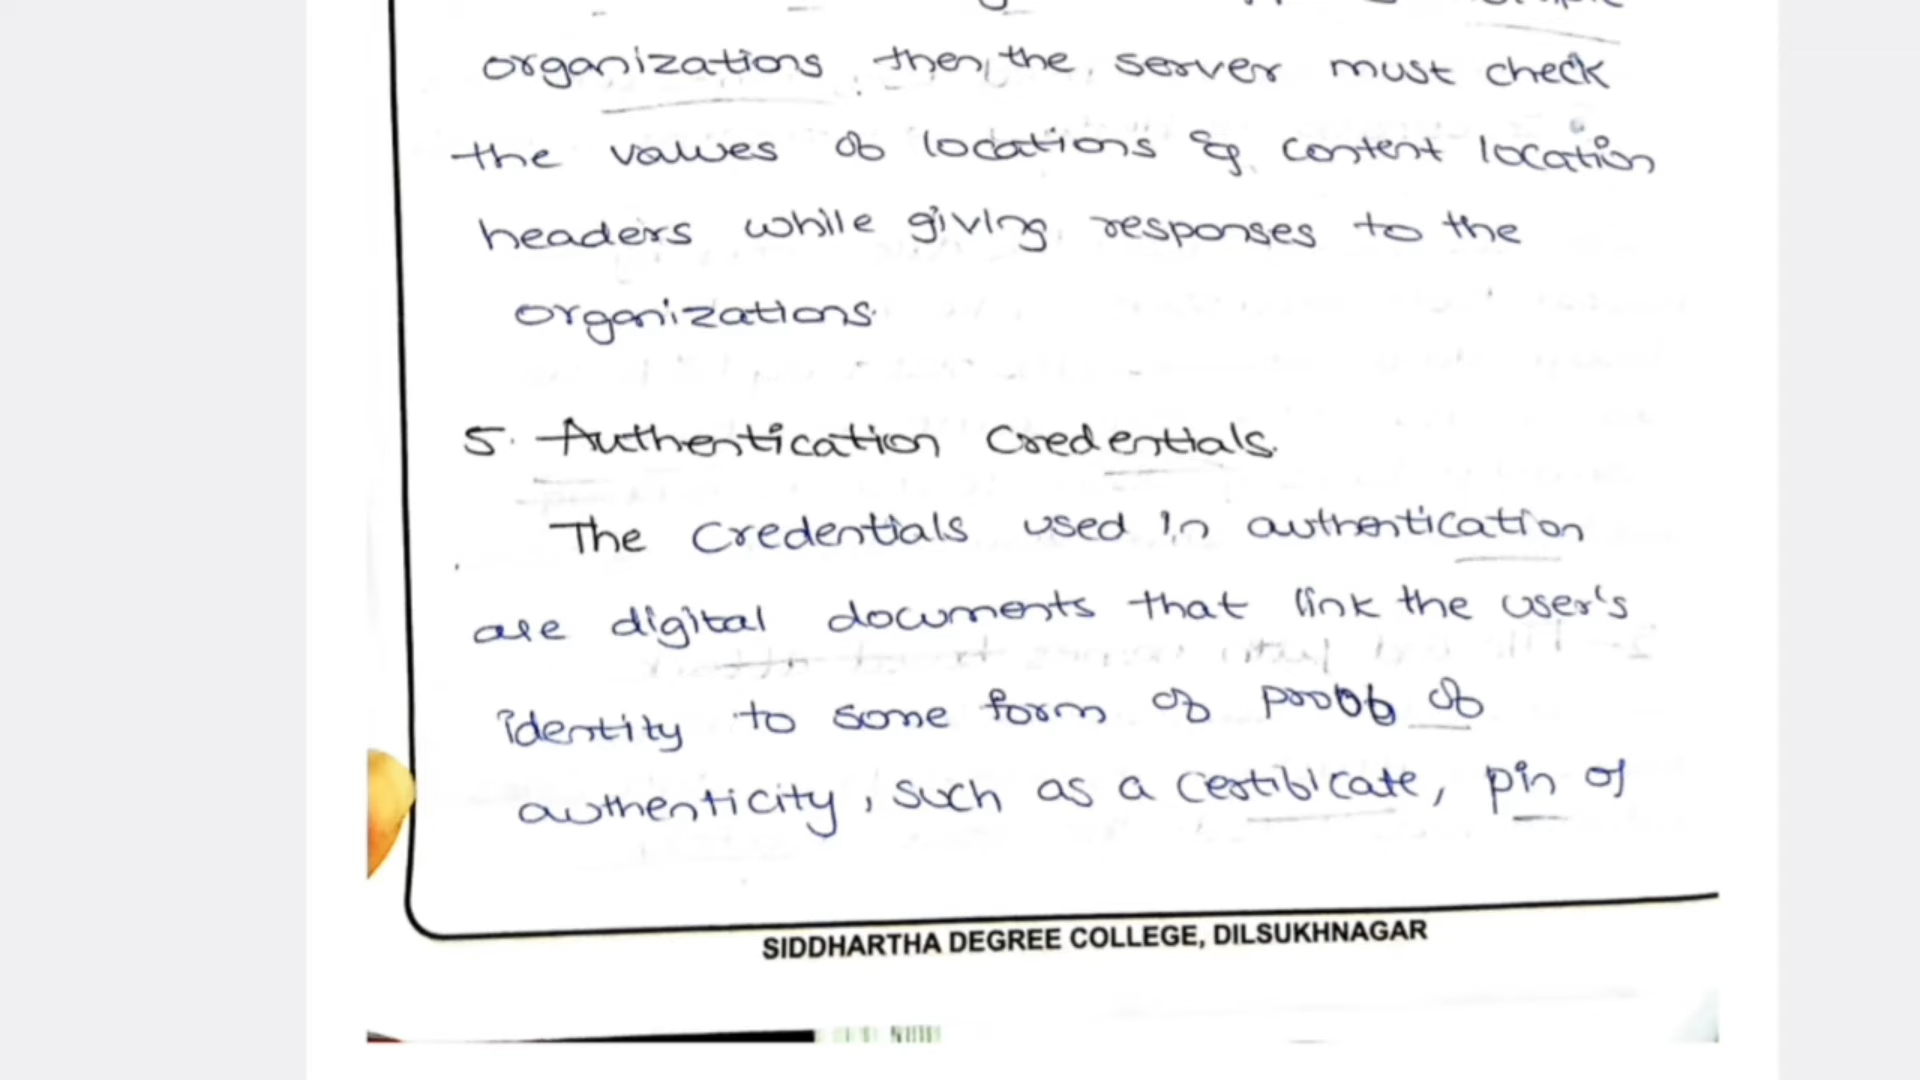 organizations then, the server must check
the values of locations & content location
headers while giving responses to the
organizations.
5. Authentication Credentials.
The credentials used in authentication
are digital documents that link the user's
identity to some form of proof of
authenticity, such as a certificate, pin of
SIDDHARTHA DEGREE COLLEGE, DILSUKHNAGAR